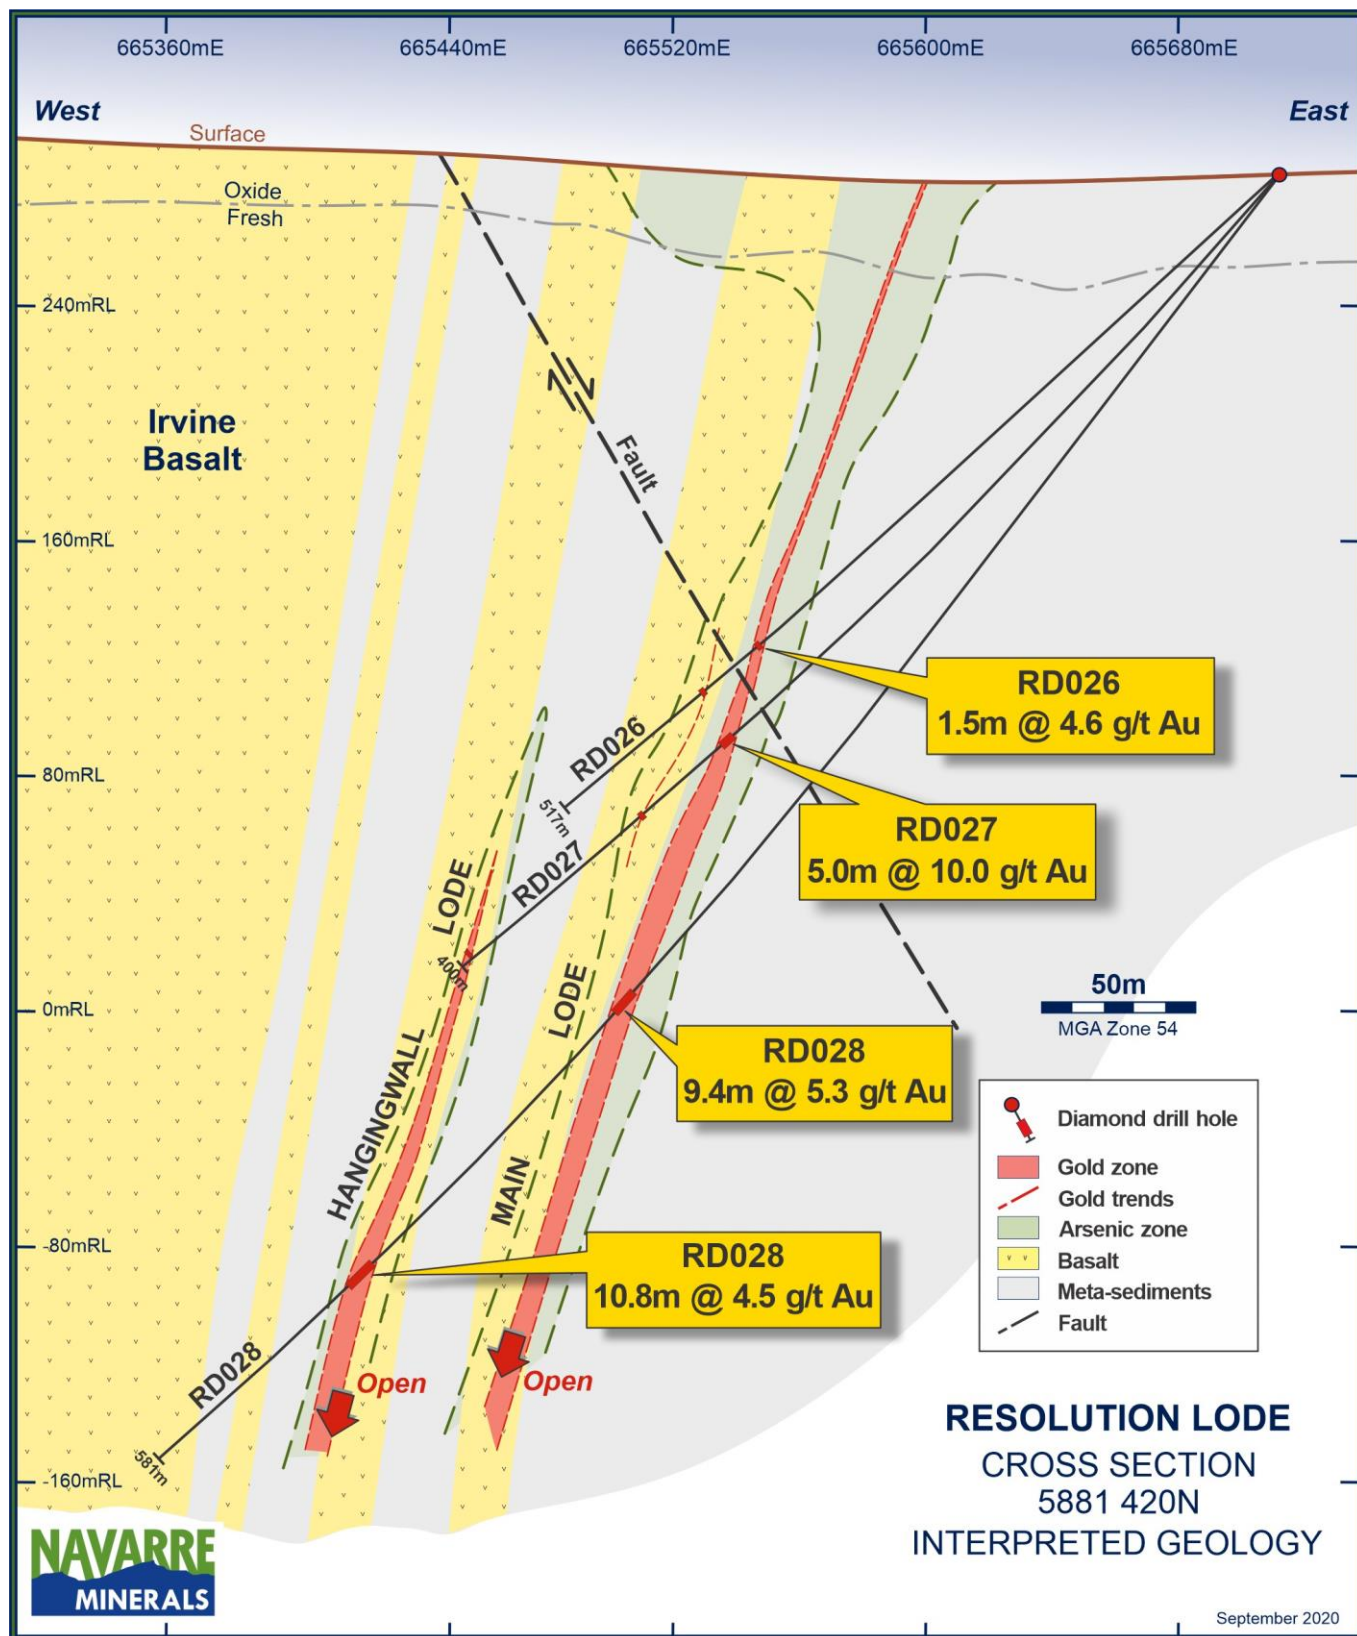 665360mE
665440mE
665520mE
665600mE
665680mE
West
East
Surface
Oxide
Fresh
240mRL
Irvine
Basalt
Fault
160mRL
RD026
1.5m @ 4.6 g/t Au
RD026
517m
80mRL
RD027
5.0m @ 10.0 g/t Au
RD027
400m
HANGINGWALL LODE
MAIN LODE
0mRL
50m
MGA Zone 54
RD028
9.4m @ 5.3 g/t Au
Diamond drill hole
Gold zone
Gold trends
Arsenic zone
Basalt
Meta-sediments
Fault
-80mRL
RD028
10.8m @ 4.5 g/t Au
RD028
581m
Open
Open
-160mRL
RESOLUTION LODE
CROSS SECTION
5881 420N
INTERPRETED GEOLOGY
NAVARRE
MINERALS
September 2020